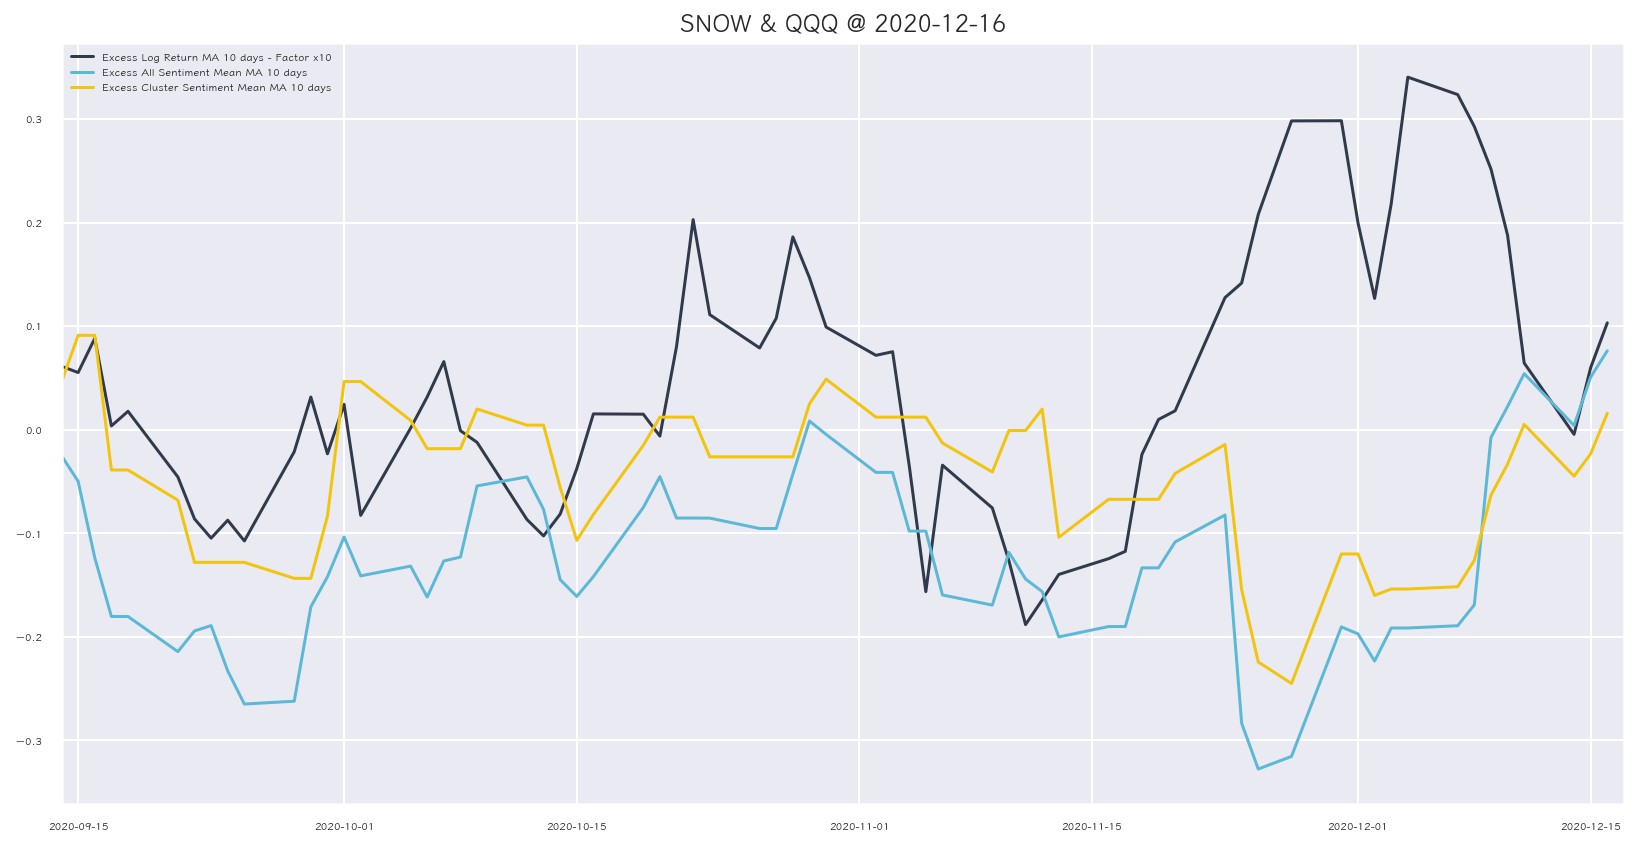 SNOW & QQQ @ 2020-12-16
Excess Log Return MA 10 days - Factor x10
Excess All Sentiment Mean MA 10 days
Excess Cluster Sentiment Mean MA 10 days
0.3
0.2
0.1
0.0
−0.1
−0.2
−0.3
2020-09-15 2020-10-01 2020-10-15 2020-11-01 2020-11-15 2020-12-01 2020-12-15